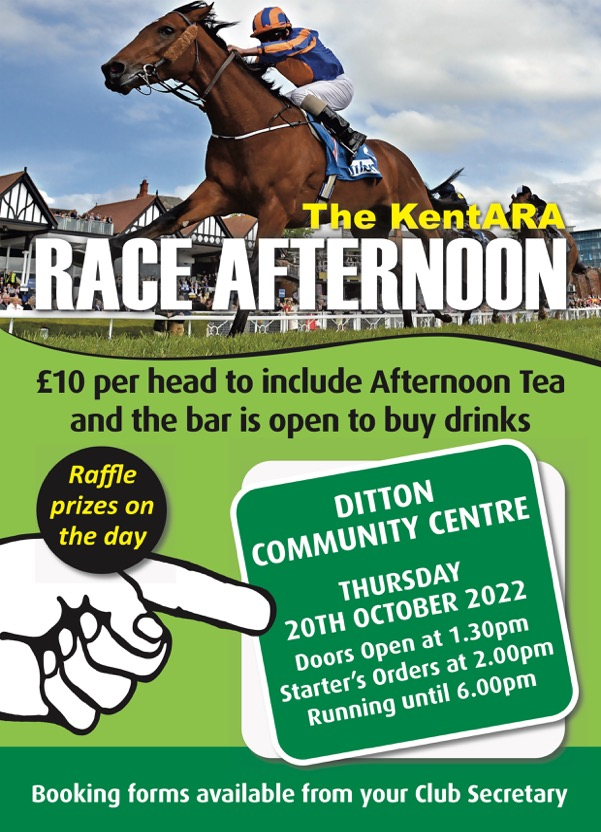 The KentARA
RACE AFTERNOON
£10 per head to include Afternoon Tea
and the bar is open to buy drinks
Raffle
prizes on
the day
DITTON
COMMUNITY CENTRE
THURSDAY
20TH OCTOBER 2022
Doors Open at 1.30pm
Starter's Orders at 2.00pm
Running until 6.00pm
Booking forms available from your Club Secretary